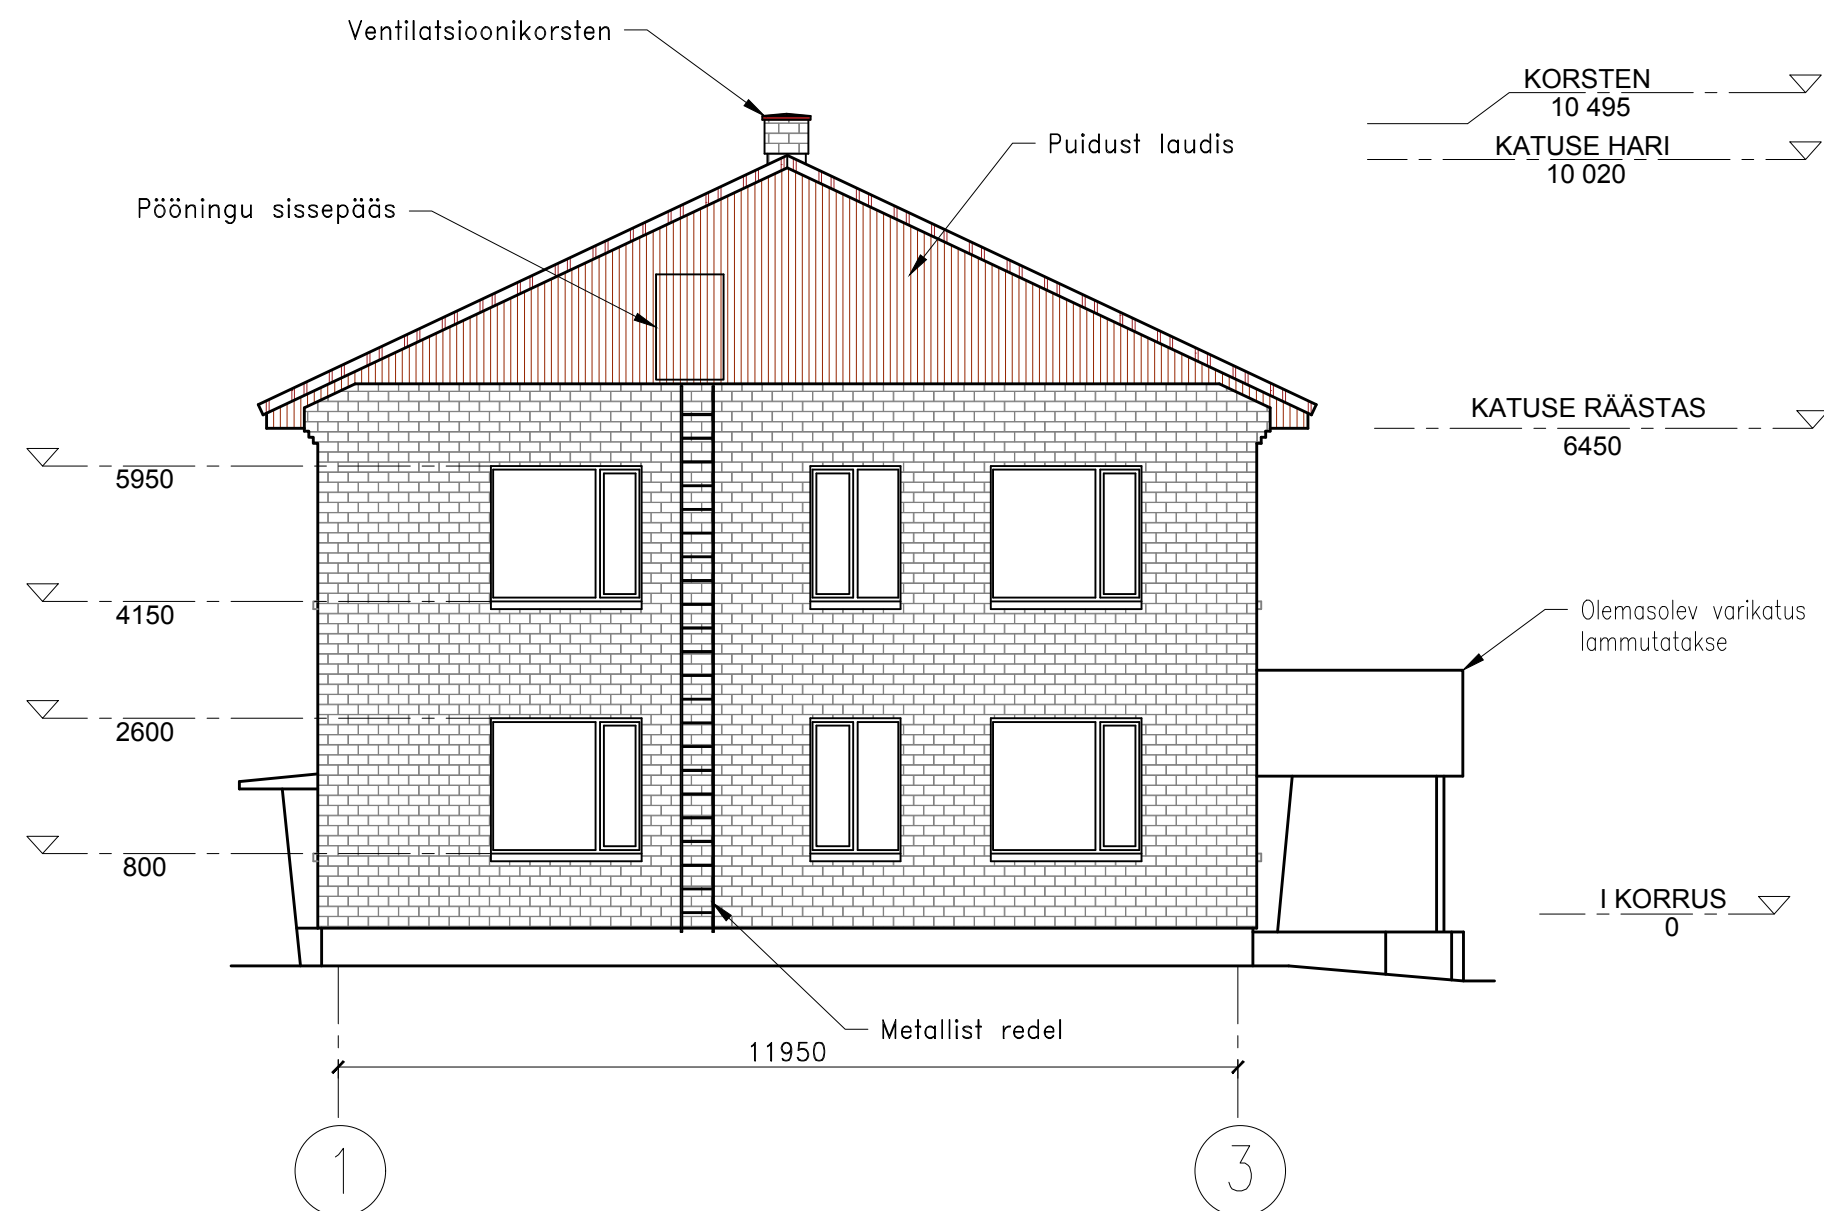 Ventilatsioonikorsten
KORSTEN
10 495
Puidust laudis
KATUSE HARI
10 020
Pööningu sissepääs
KATUSE RÄÄSTAS
6450
5950
4150
Olemasolev varikatus
lammutatakse
2600
800
I KORRUS
0
Metallist redel
11950
1
3